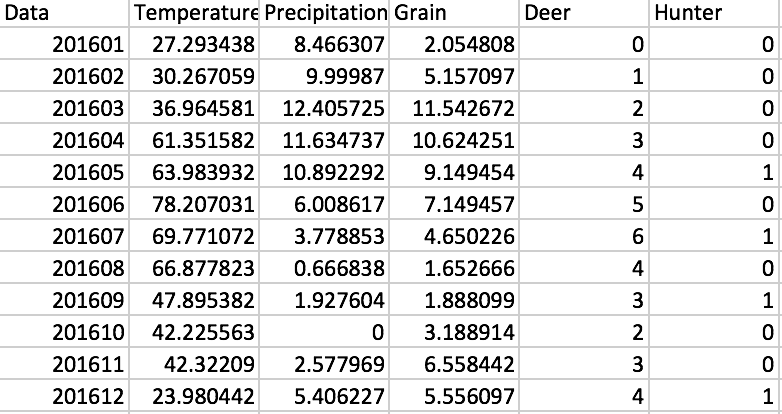 Data Temperature Precipitation Grain Deer Hunter
201601 27.293438 8.466307 2.054808 0 0
201602 30.267059 9.99987 5.157097 1 0
201603 36.964581 12.405725 11.542672 2 0
201604 61.351582 11.634737 10.624251 3 0
201605 63.983932 10.892292 9.149454 4 1
201606 78.207031 6.008617 7.149457 5 0
201607 69.771072 3.778853 4.650226 6 1
201608 66.877823 0.666838 1.652666 4 0
201609 47.895382 1.927604 1.888099 3 1
201610 42.225563 0 3.188914 2 0
201611 42.32209 2.577969 6.558442 3 0
201612 23.980442 5.406227 5.556097 4 1